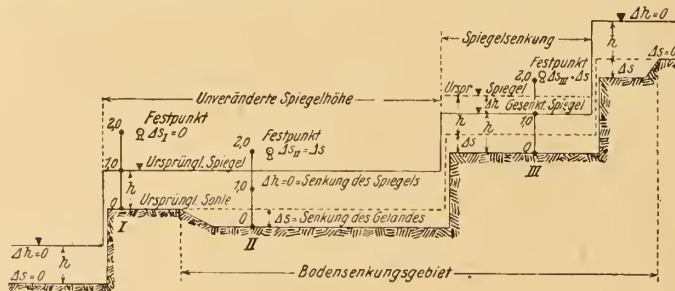 Δh=0
Spiegelsenkung
h
Δs=0
Festpunkt
2,0 Δs_III=Δs
Δs
Unveränderte Spiegelhöhe
Urspr. Spiegel
Δh Gesenkt. Spiegel
2,0 Festpunkt
Δs_I=0
2,0 Festpunkt
Δs_II=Δs
h h 1,0
Δs
0
III
1,0 Ursprüngl. Spiegel
h
1,0 Δh=0=Senkung des Spiegels
0 Ursprüngl. Sohle
I
0 Δs=Senkung des Geländes
II
Δh=0
h
Δs=0
Bodensenkungsgebiet